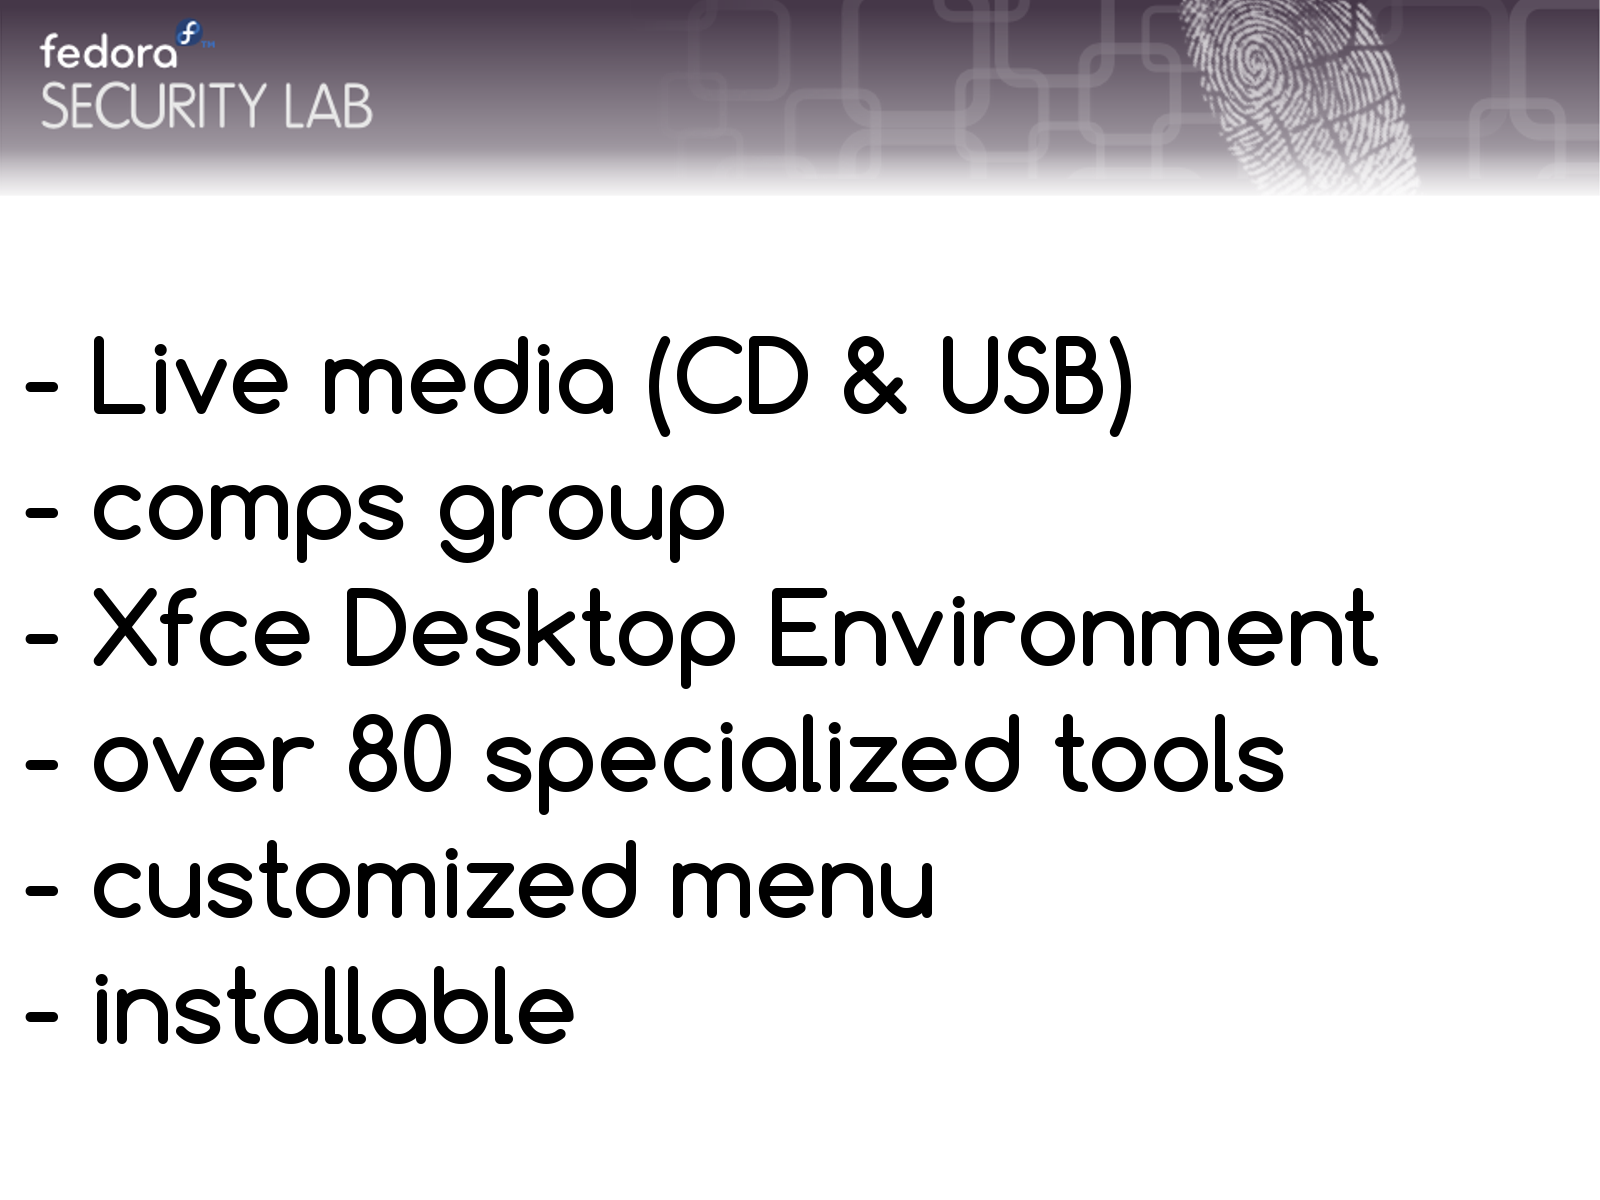 fedora™
SECURITY LAB
- Live media (CD & USB)
- comps group
- Xfce Desktop Environment
- over 80 specialized tools
- customized menu
- installable